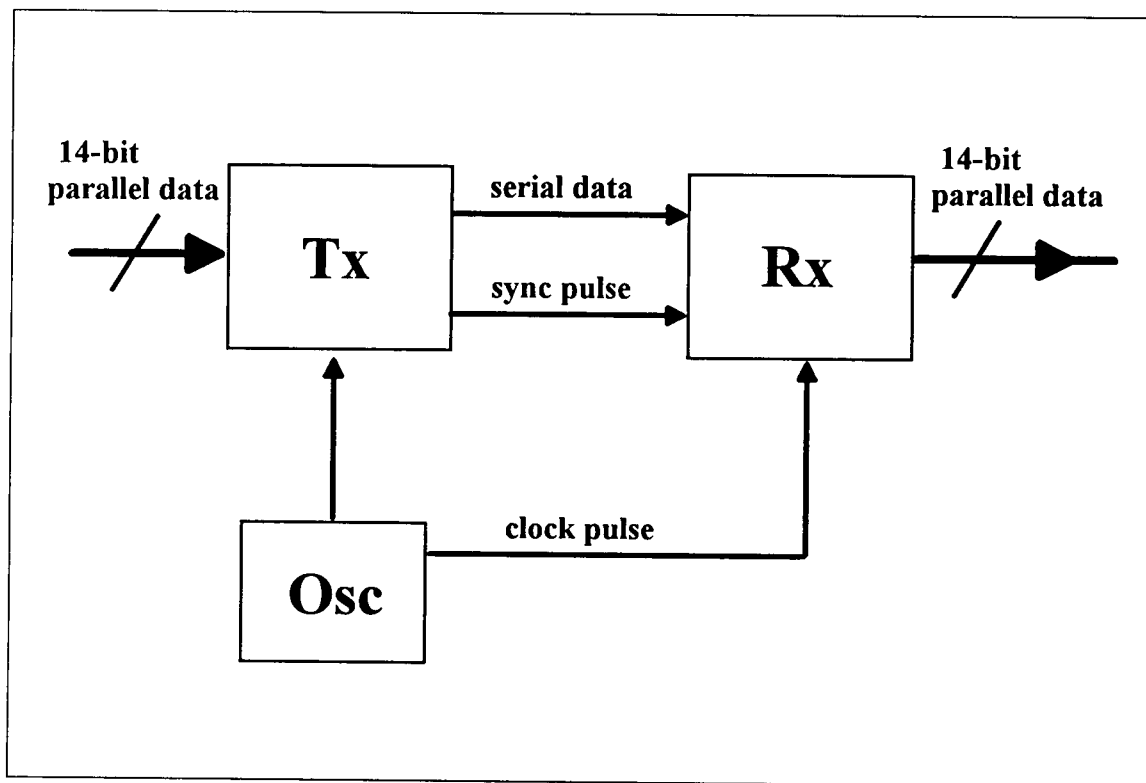 14-bit
parallel data
Tx
serial data
sync pulse
Rx
14-bit
parallel data
Osc
clock pulse